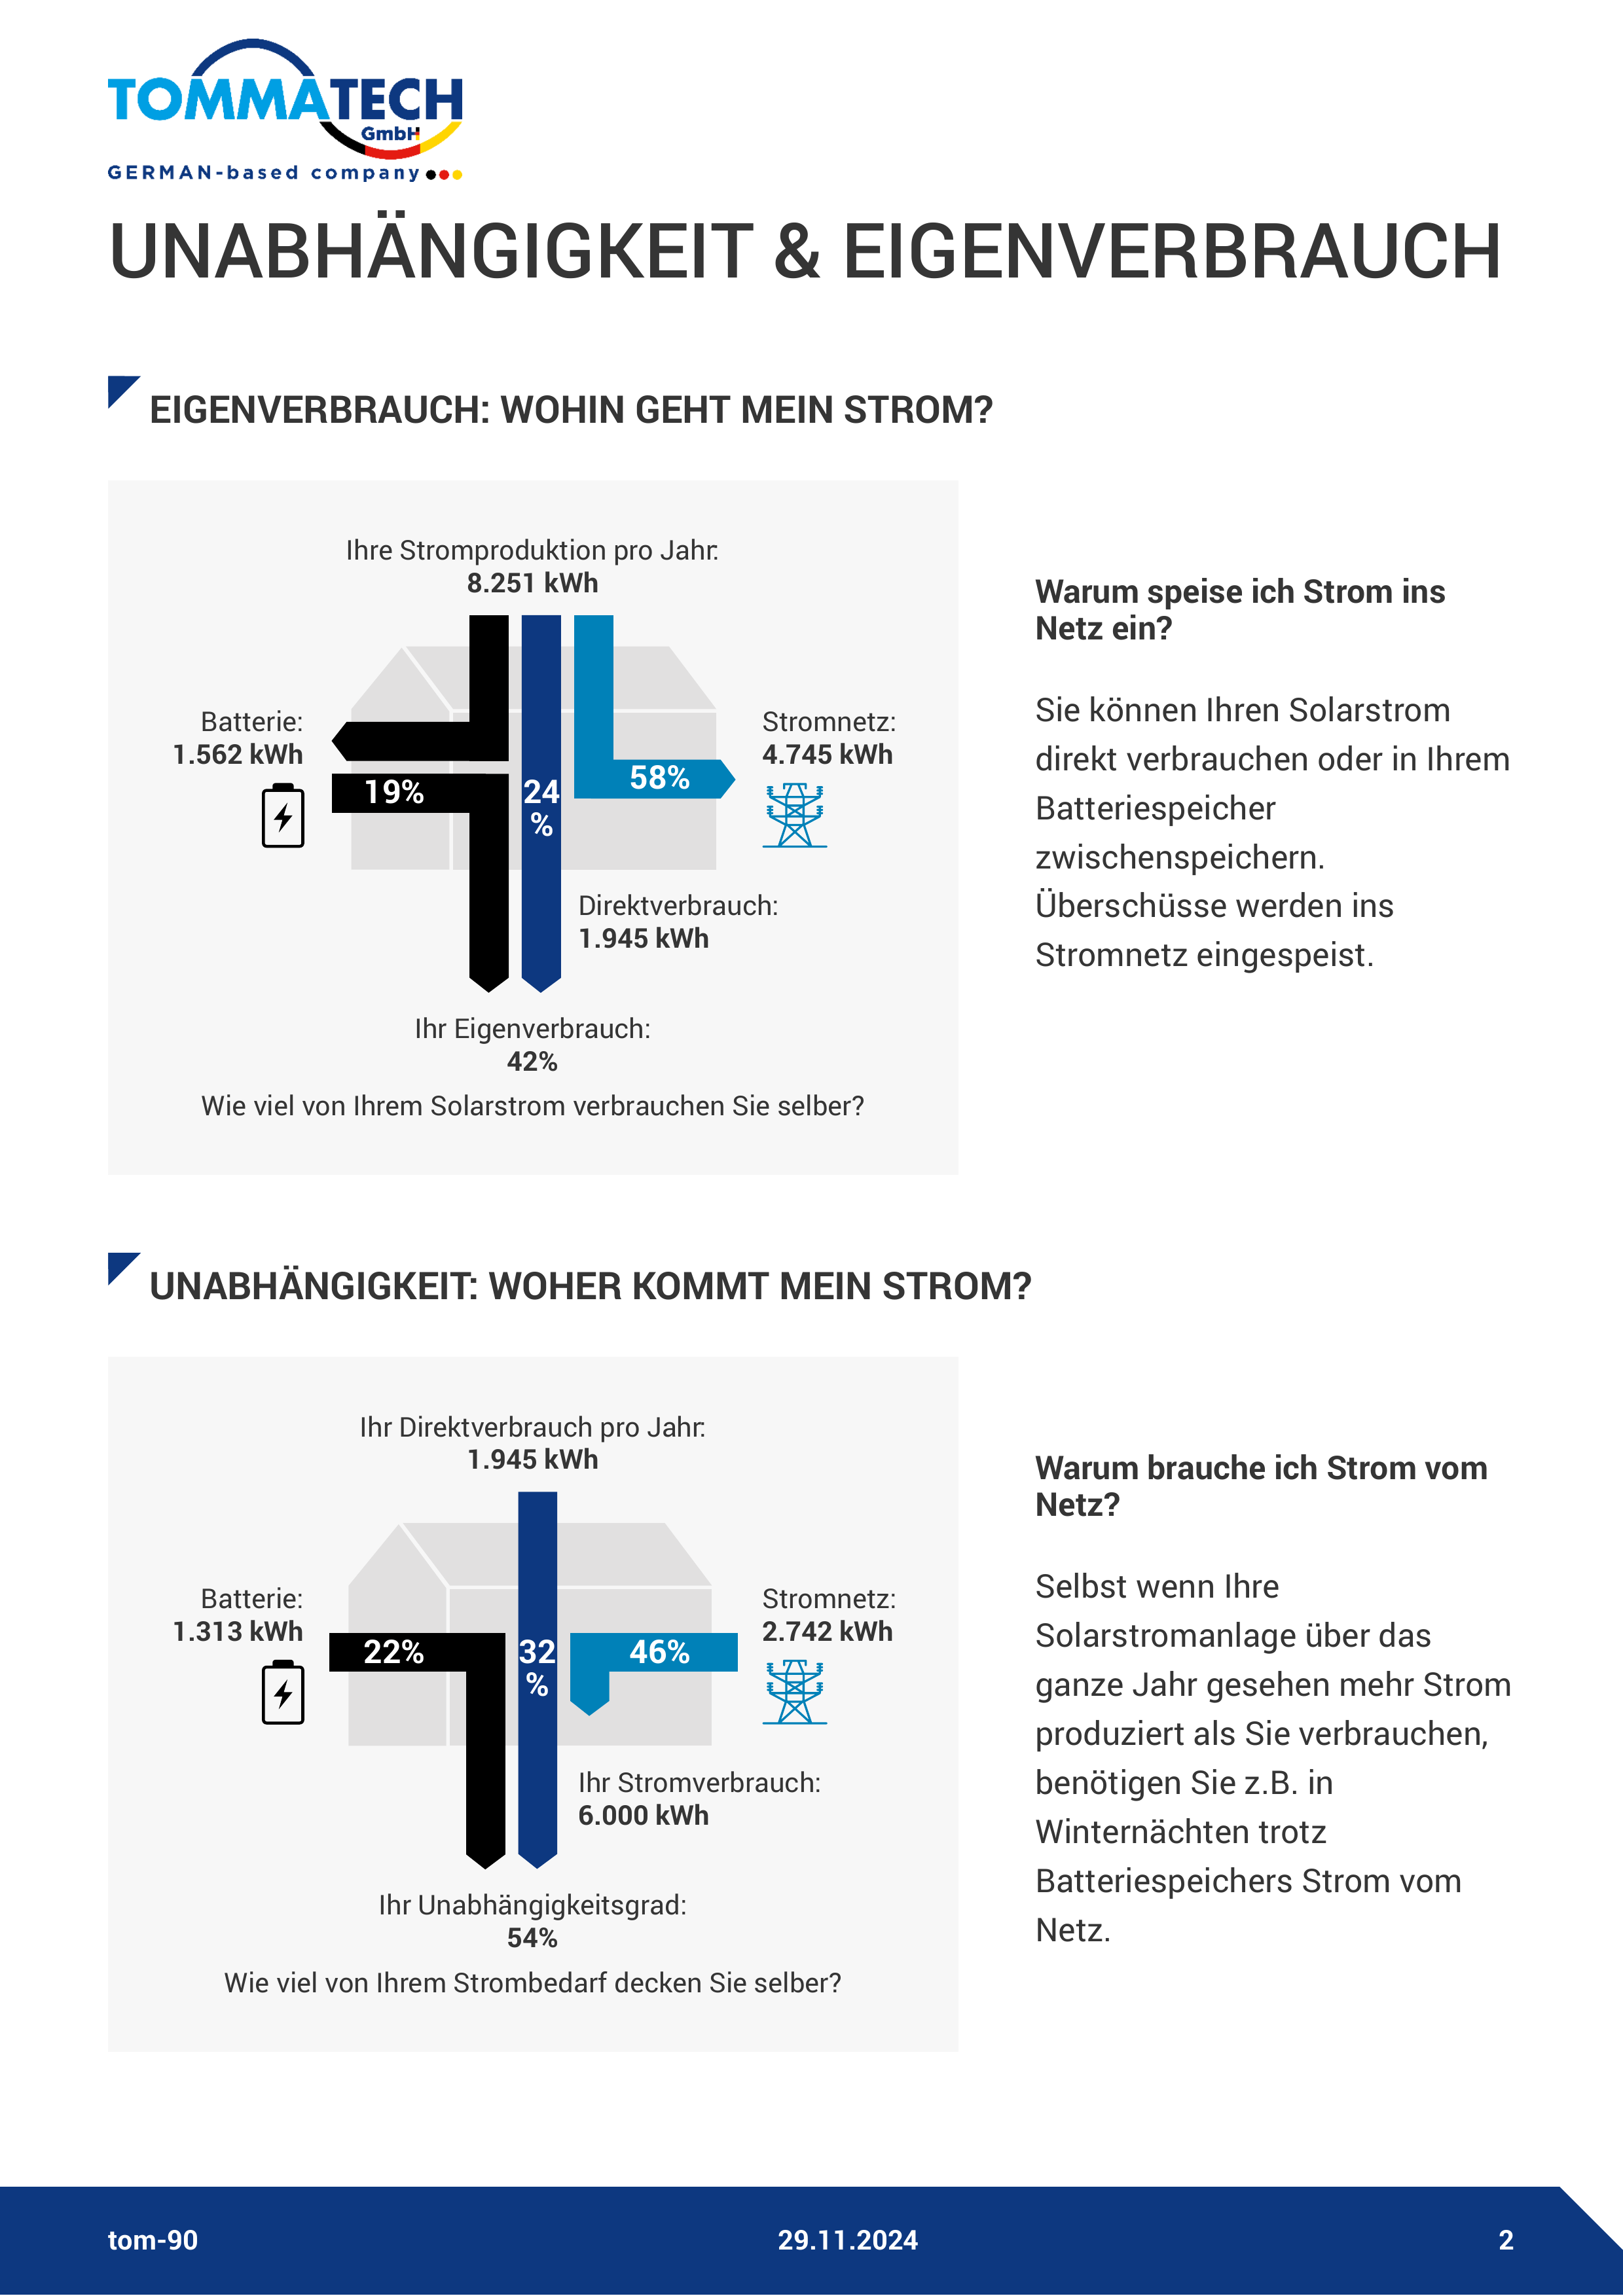 TOMMATECH
GmbH
GERMAN-based company
UNABHÄNGIGKEIT & EIGENVERBRAUCH
EIGENVERBRAUCH: WOHIN GEHT MEIN STROM?
Ihre Stromproduktion pro Jahr:
8.251 kWh
Batterie:
1.562 kWh
19%
24
%
58%
Stromnetz:
4.745 kWh
Direktverbrauch:
1.945 kWh
Ihr Eigenverbrauch:
42%
Wie viel von Ihrem Solarstrom verbrauchen Sie selber?
Warum speise ich Strom ins
Netz ein?
Sie können Ihren Solarstrom
direkt verbrauchen oder in Ihrem
Batteriespeicher
zwischenspeichern.
Überschüsse werden ins
Stromnetz eingespeist.
UNABHÄNGIGKEIT: WOHER KOMMT MEIN STROM?
Ihr Direktverbrauch pro Jahr:
1.945 kWh
Batterie:
1.313 kWh
22%
32
%
46%
Stromnetz:
2.742 kWh
Ihr Stromverbrauch:
6.000 kWh
Ihr Unabhängigkeitsgrad:
54%
Wie viel von Ihrem Strombedarf decken Sie selber?
Warum brauche ich Strom vom
Netz?
Selbst wenn Ihre
Solarstromanlage über das
ganze Jahr gesehen mehr Strom
produziert als Sie verbrauchen,
benötigen Sie z.B. in
Winternächten trotz
Batteriespeichers Strom vom
Netz.
tom-90
29.11.2024
2